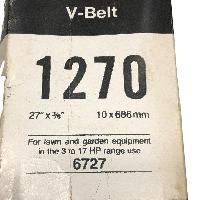 V-Belt
1270
27" x ⅜" 10 x 686mm
For lawn and garden equipment
in the 3 to 17 HP range use
6727